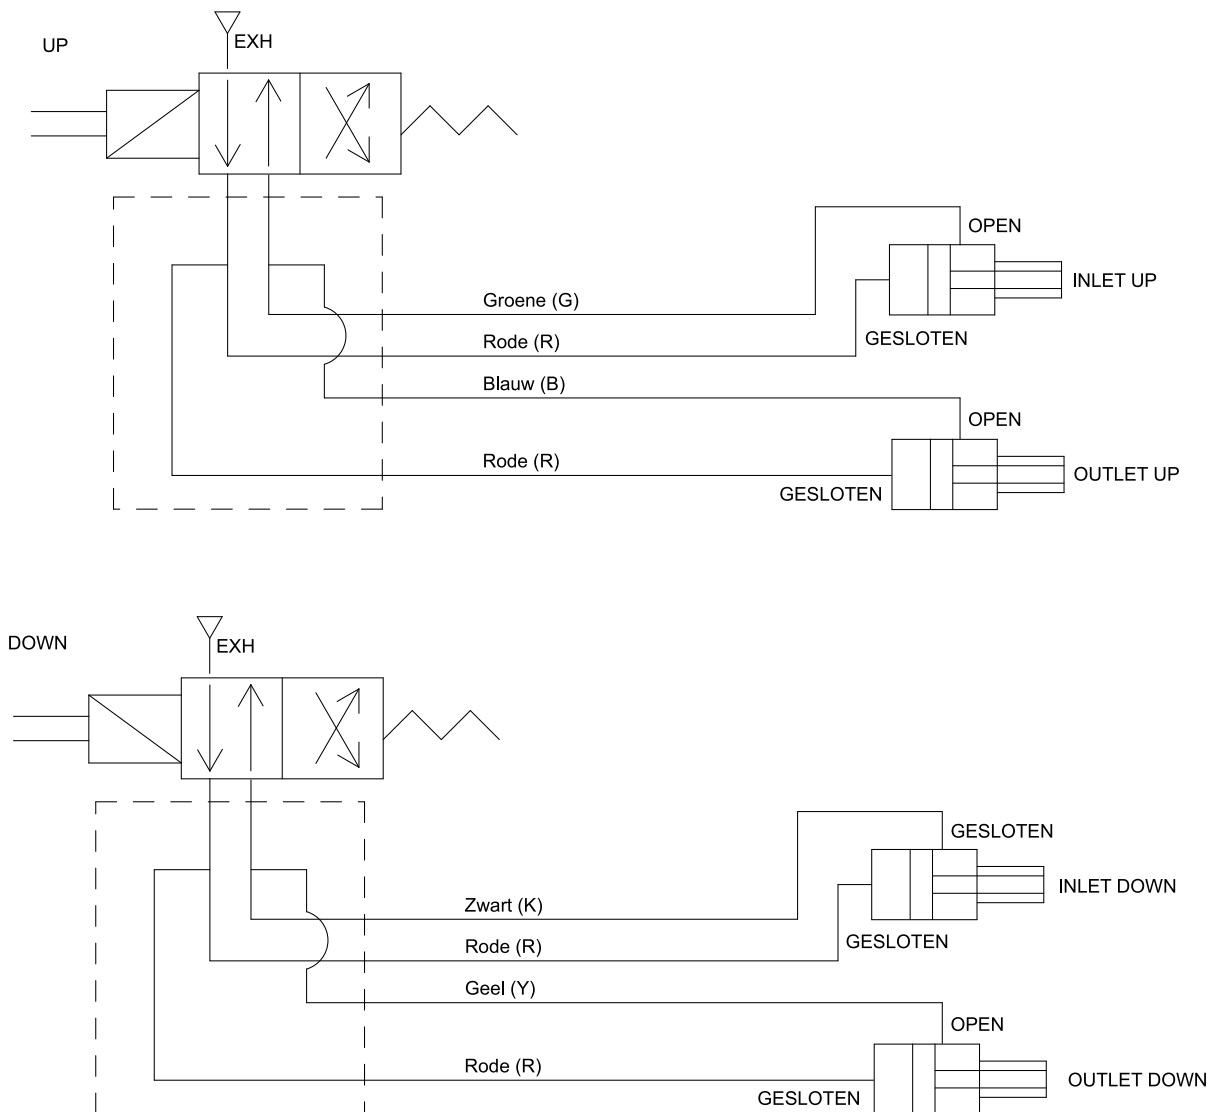 UP
EXH
OPEN
INLET UP
Groene (G)
GESLOTEN
Rode (R)
Blauw (B)
OPEN
Rode (R)
OUTLET UP
GESLOTEN
DOWN
EXH
GESLOTEN
INLET DOWN
Zwart (K)
GESLOTEN
Rode (R)
Geel (Y)
OPEN
Rode (R)
OUTLET DOWN
GESLOTEN